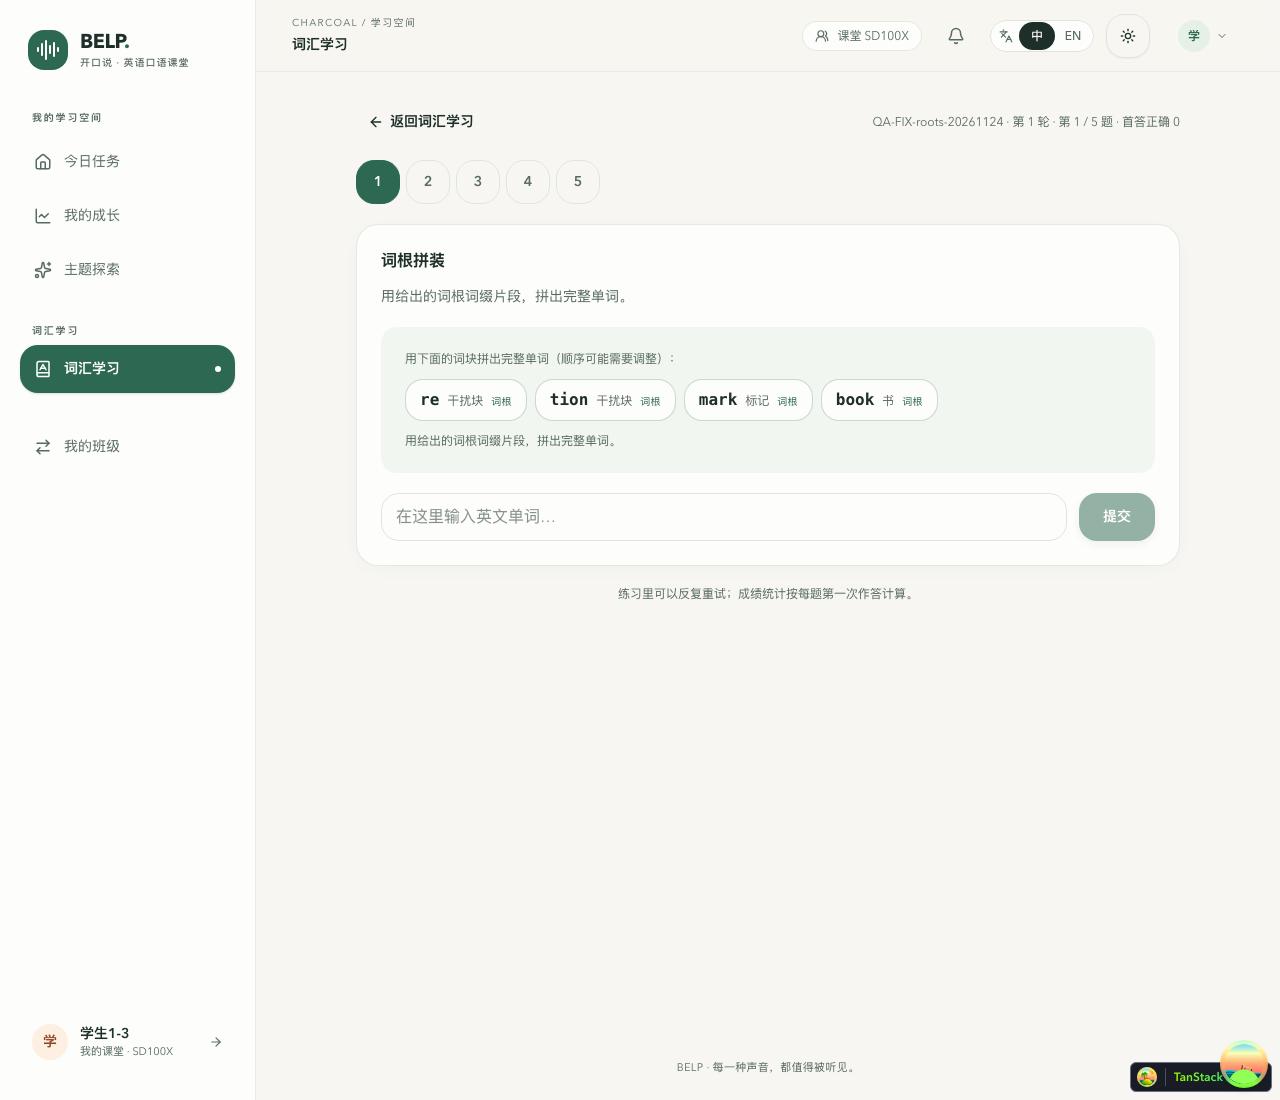 BELP.
开口说 · 英语口语课堂
我的学习空间
今日任务
我的成长
主题探索
词汇学习
词汇学习
我的班级
学
学生1-3
我的课堂 · SD100X
CHARCOAL / 学习空间
词汇学习
课堂 SD100X
中
EN
学
返回词汇学习
QA-FIX-roots-20261124 · 第 1 轮 · 第 1 / 5 题 · 首答正确 0
1 2 3 4 5
词根拼装
用给出的词根词缀片段，拼出完整单词。
用下面的词块拼出完整单词（顺序可能需要调整）：
re 干扰块 词根 tion 干扰块 词根 mark 标记 词根 book 书 词根
用给出的词根词缀片段，拼出完整单词。
在这里输入英文单词…
提交
练习里可以反复重试；成绩统计按每题第一次作答计算。
BELP · 每一种声音，都值得被听见。
TanStack